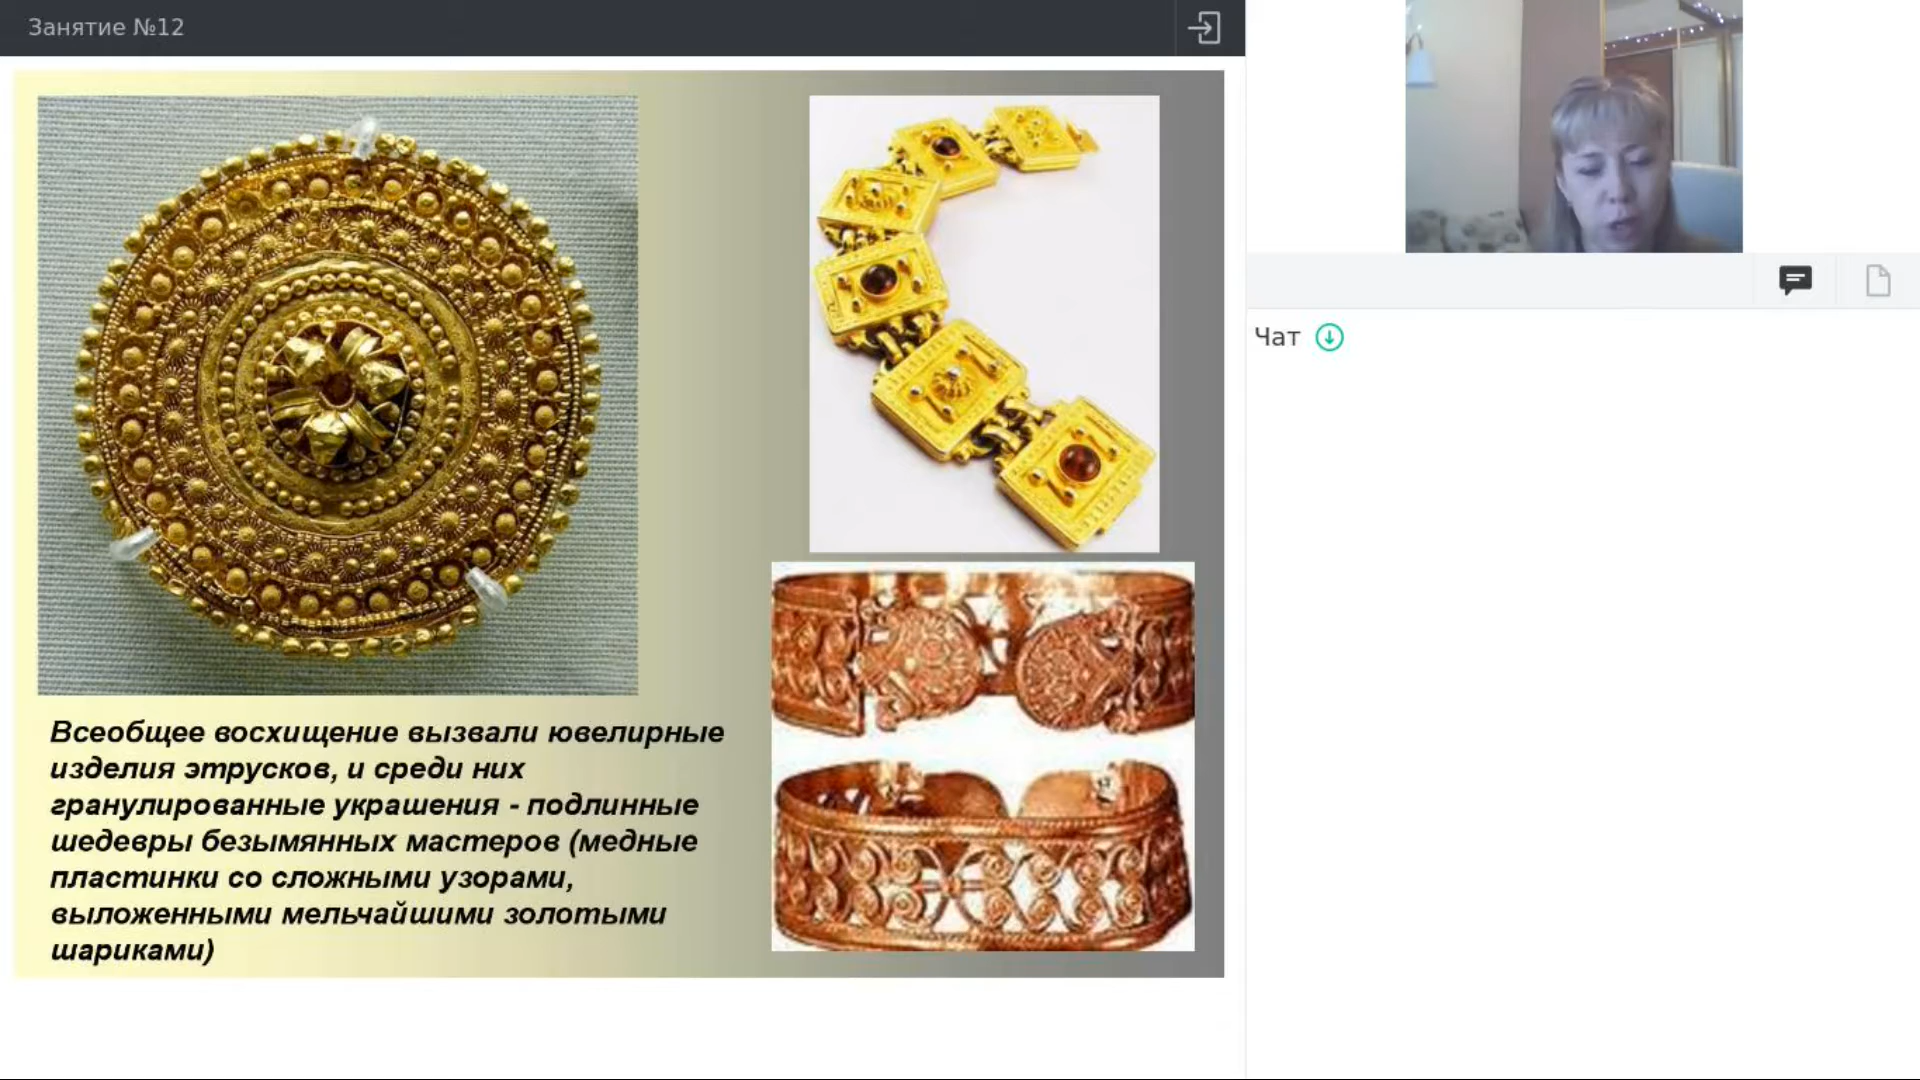 Занятие №12
Всеобщее восхищение вызвали ювелирные
изделия этрусков, и среди них
гранулированные украшения - подлинные
шедевры безымянных мастеров (медные
пластинки со сложными узорами,
выложенными мельчайшими золотыми
шариками)
Чат